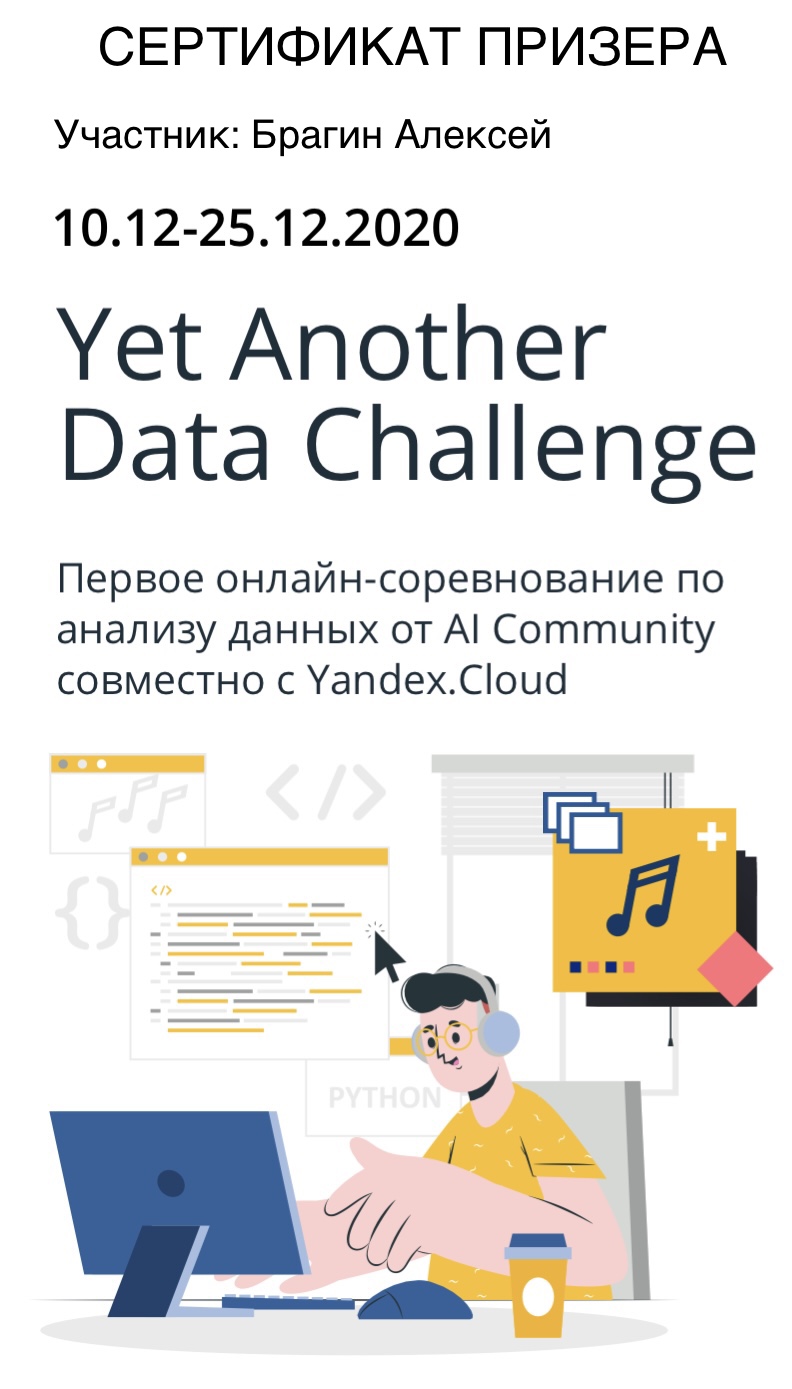 СЕРТИФИКАТ ПРИЗЕРА
Участник: Брагин Алексей
10.12-25.12.2020
Yet Another
Data Challenge
Первое онлайн-соревнование по
анализу данных от AI Community
совместно с Yandex.Cloud
</>
{}
</>
PYTHON